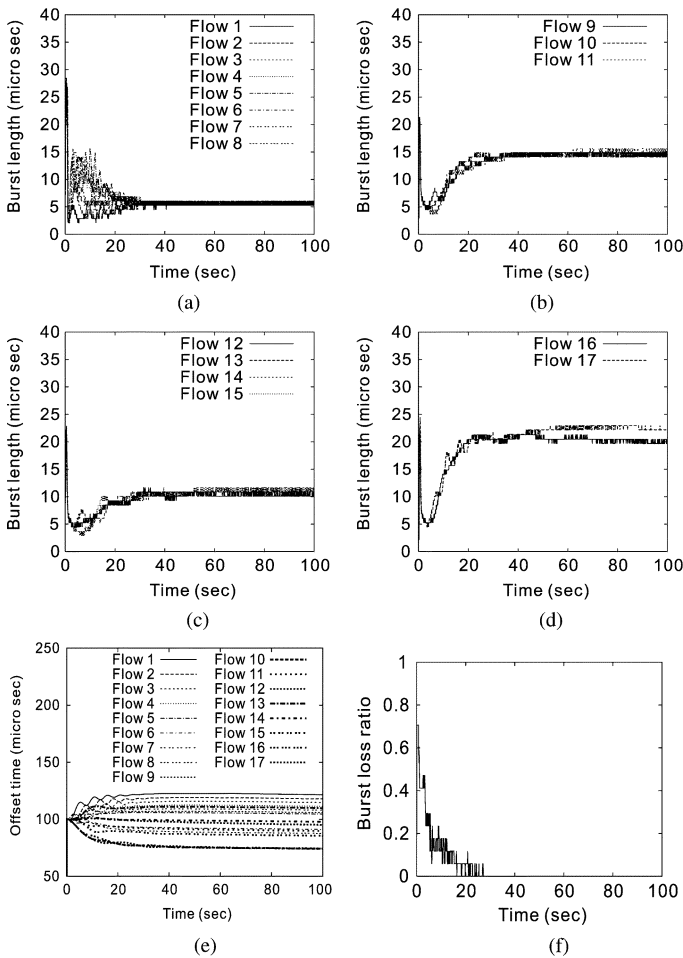 40
35
30
25
20
15
10
5
0
Burst length (micro sec)
Flow 1
Flow 2
Flow 3
Flow 4
Flow 5
Flow 6
Flow 7
Flow 8
0 20 40 60 80 100
Time (sec)
(a)
40
35
30
25
20
15
10
5
0
Burst length (micro sec)
Flow 9
Flow 10
Flow 11
0 20 40 60 80 100
Time (sec)
(b)
40
35
30
25
20
15
10
5
0
Burst length (micro sec)
Flow 12
Flow 13
Flow 14
Flow 15
0 20 40 60 80 100
Time (sec)
(c)
40
35
30
25
20
15
10
5
0
Burst length (micro sec)
Flow 16
Flow 17
0 20 40 60 80 100
Time (sec)
(d)
250
200
150
100
50
Offset time (micro sec)
Flow 1
Flow 2
Flow 3
Flow 4
Flow 5
Flow 6
Flow 7
Flow 8
Flow 9
Flow 10
Flow 11
Flow 12
Flow 13
Flow 14
Flow 15
Flow 16
Flow 17
0 20 40 60 80 100
Time (sec)
(e)
1
0.8
0.6
0.4
0.2
0
Burst loss ratio
0 20 40 60 80 100
Time (sec)
(f)